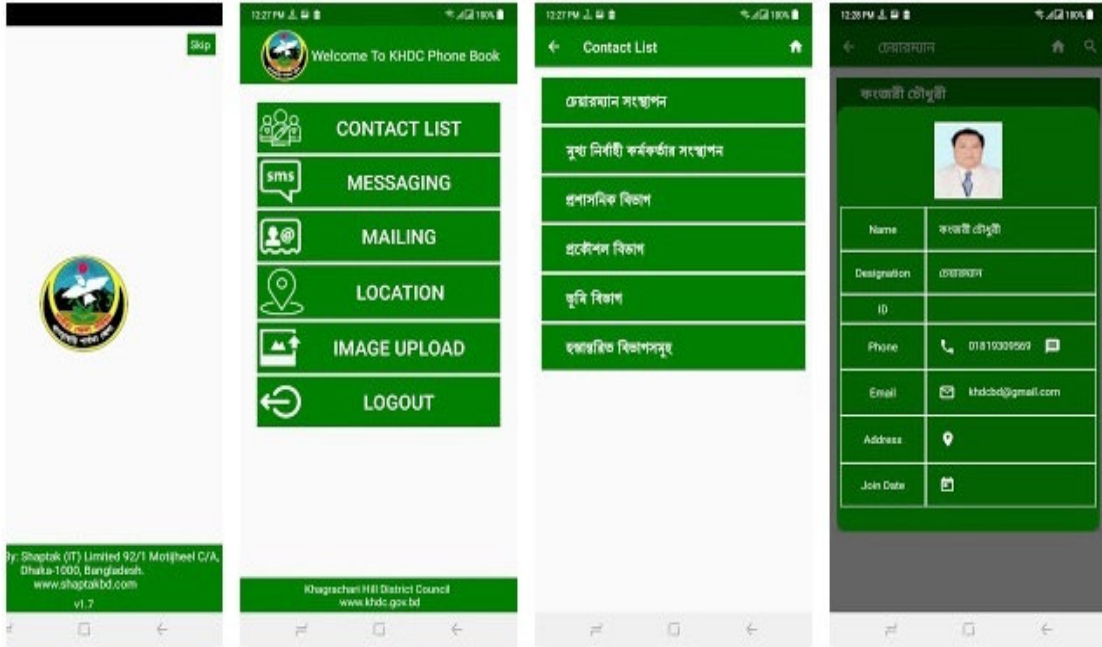 Skip
By: Shaptak (IT) Limited 92/1 Motijheel C/A,
Dhaka-1000, Bangladesh.
www.shaptakbd.com
v1.7
12:27 PM
100%
Welcome To KHDC Phone Book
CONTACT LIST
sms
MESSAGING
MAILING
LOCATION
IMAGE UPLOAD
LOGOUT
Khagrachari Hill District Council
www.khdc.gov.bd
12:27 PM
100%
Contact List
চেয়ারম্যান সংস্থাপন
মুখ্য নির্বাহী কর্মকর্তার সংস্থাপন
প্রশাসনিক বিভাগ
প্রকৌশল বিভাগ
ভূমি বিভাগ
হস্তান্তরিত বিভাগসমূহ
12:28 PM
100%
চেয়ারম্যান
কংজরী চৌধুরী
Name কংজরী চৌধুরী
Designation চেয়ারম্যান
ID
Phone 01819309569
Email khdcbd@gmail.com
Address
Join Date